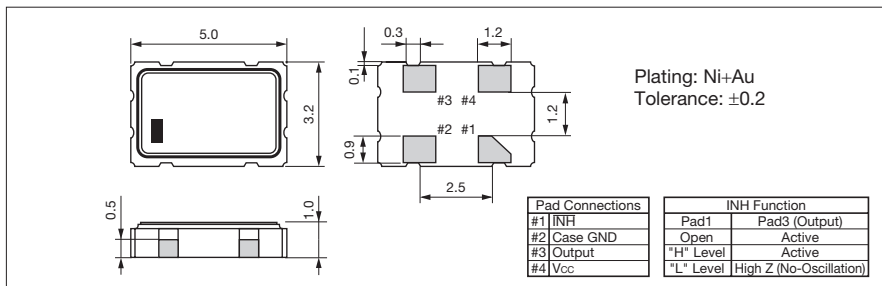 5.0
3.2
0.5
1.0
0.3
1.2
0.1
#3 #4
#2 #1
1.2
0.9
2.5
Plating: Ni+Au
Tolerance: ±0.2
Pad Connections
#1 INH
#2 Case GND
#3 Output
#4 Vcc
INH Function
Pad1 Pad3 (Output)
Open Active
"H" Level Active
"L" Level High Z (No-Oscillation)